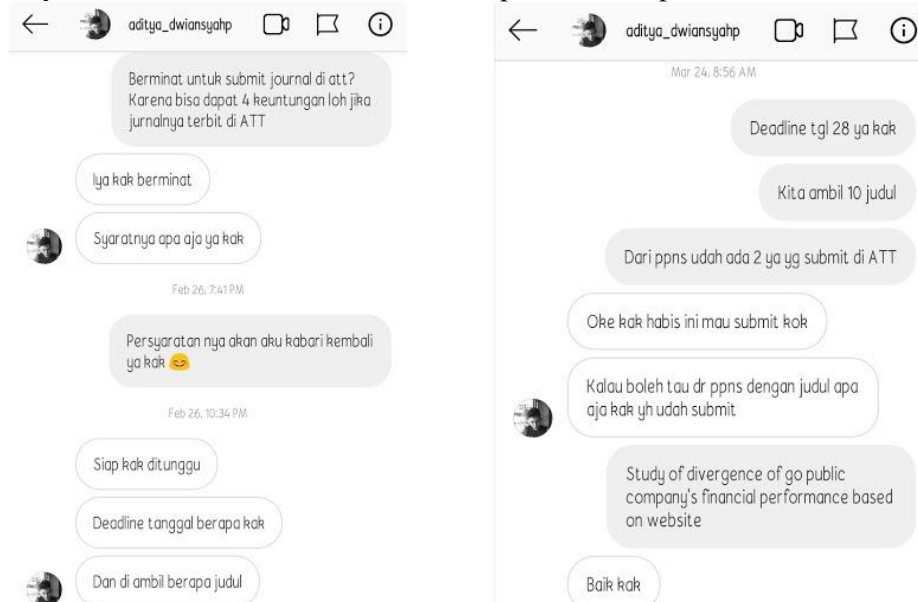 aditya_dwiansyahp
Berminat untuk submit journal di att?
Karena bisa dapat 4 keuntungan loh jika
jurnalnya terbit di ATT
Iya kak berminat
Syaratnya apa aja ya kak
Feb 26, 7:41 PM
Persyaratan nya akan aku kabari kembali
ya kak 😊
Feb 26, 10:34 PM
Siap kak ditunggu
Deadline tanggal berapa kak
Dan di ambil berapa judul
aditya_dwiansyahp
Mar 24, 8:56 AM
Deadline tgl 28 ya kak
Kita ambil 10 judul
Dari ppns udah ada 2 ya yg submit di ATT
Oke kak habis ini mau submit kok
Kalau boleh tau dr ppns dengan judul apa
aja kak yh udah submit
Study of divergence of go public
company's financial performance based
on website
Baik kak